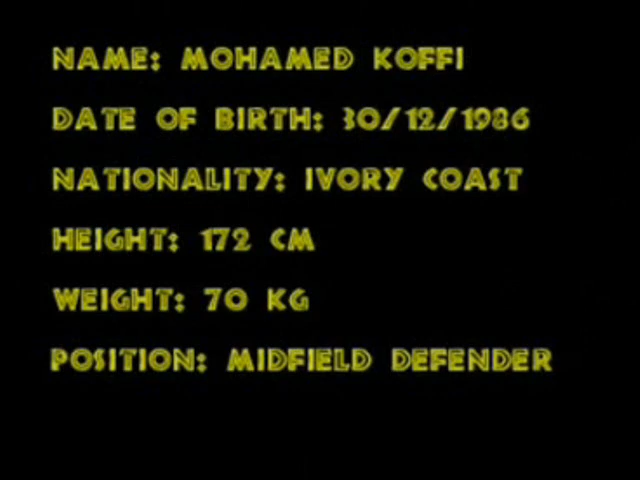 NAME: MOHAMED KOFFI
DATE OF BIRTH: 30/12/1986
NATIONALITY: IVORY COAST
HEIGHT: 172 CM
WEIGHT: 70 KG
POSITION: MIDFIELD DEFENDER